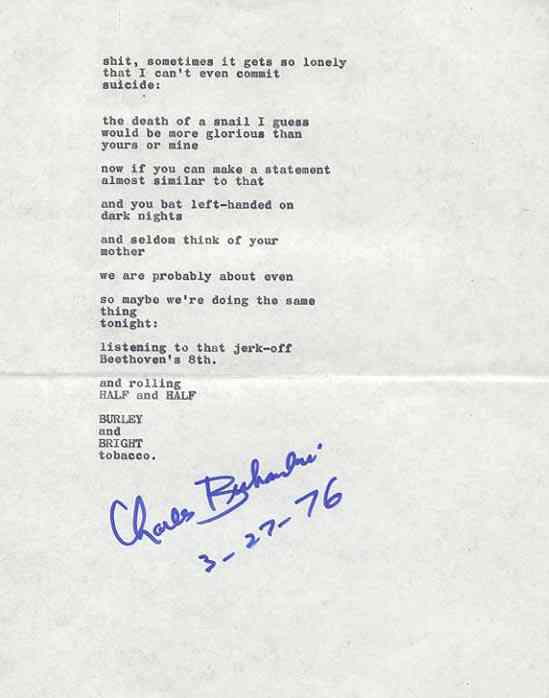 shit, sometimes it gets so lonely
that I can't even commit
suicide:
the death of a snail I guess
would be more glorious than
yours or mine
now if you can make a statement
almost similar to that
and you bat left-handed on
dark nights
and seldom think of your
mother
we are probably about even
so maybe we're doing the same
thing
tonight:
listening to that jerk-off
Beethoven's 8th.
and rolling
HALF and HALF
BURLEY
and
BRIGHT
tobacco.
Charles Bukowski
3-27-76